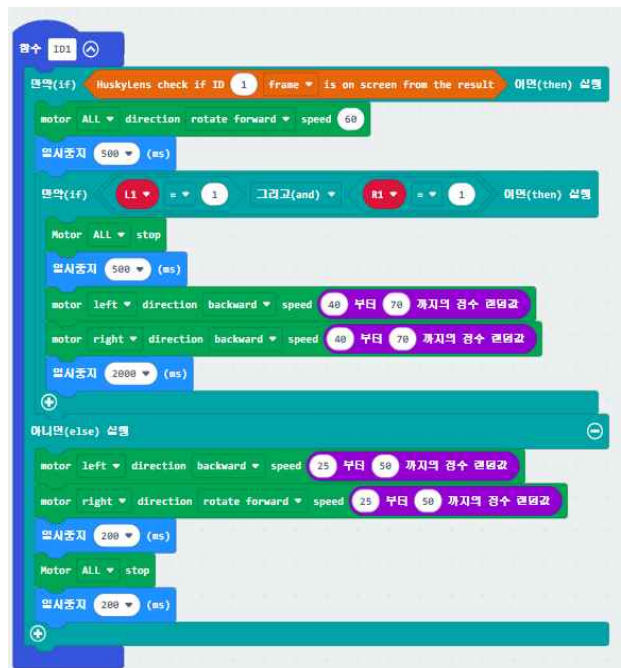 함수 ID1
만약(if) HuskyLens check if ID 1 frame is on screen from the result 이면(then) 실행
motor ALL direction rotate forward speed 60
일시중지 500 (ms)
만약(if) L1 = 1 그리고(and) R1 = 1 이면(then) 실행
Motor ALL stop
일시중지 500 (ms)
motor left direction backward speed 40 부터 70 까지의 정수 랜덤값
motor right direction backward speed 40 부터 70 까지의 정수 랜덤값
일시중지 2000 (ms)
아니면(else) 실행
motor left direction backward speed 25 부터 50 까지의 정수 랜덤값
motor right direction rotate forward speed 25 부터 50 까지의 정수 랜덤값
일시중지 200 (ms)
Motor ALL stop
일시중지 200 (ms)